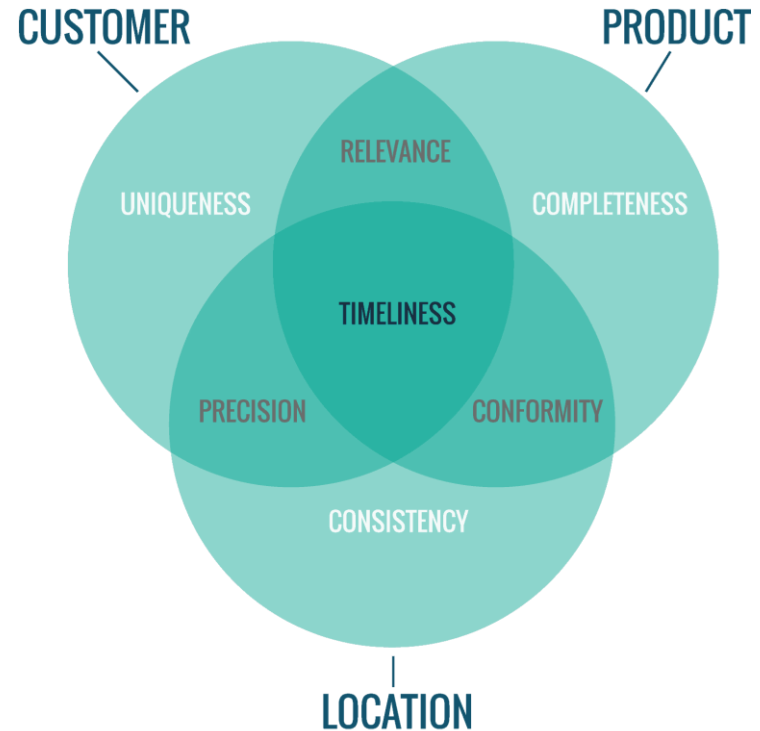 CUSTOMER
PRODUCT
RELEVANCE
UNIQUENESS
COMPLETENESS
TIMELINESS
PRECISION
CONFORMITY
CONSISTENCY
LOCATION